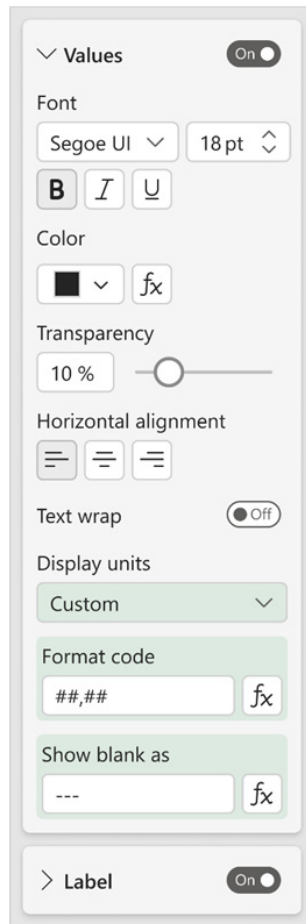 Values On
Font
Segoe UI 18 pt
B I U
Color
fx
Transparency
10 %
Horizontal alignment
Text wrap Off
Display units
Custom
Format code
##,## fx
Show blank as
--- fx
Label On